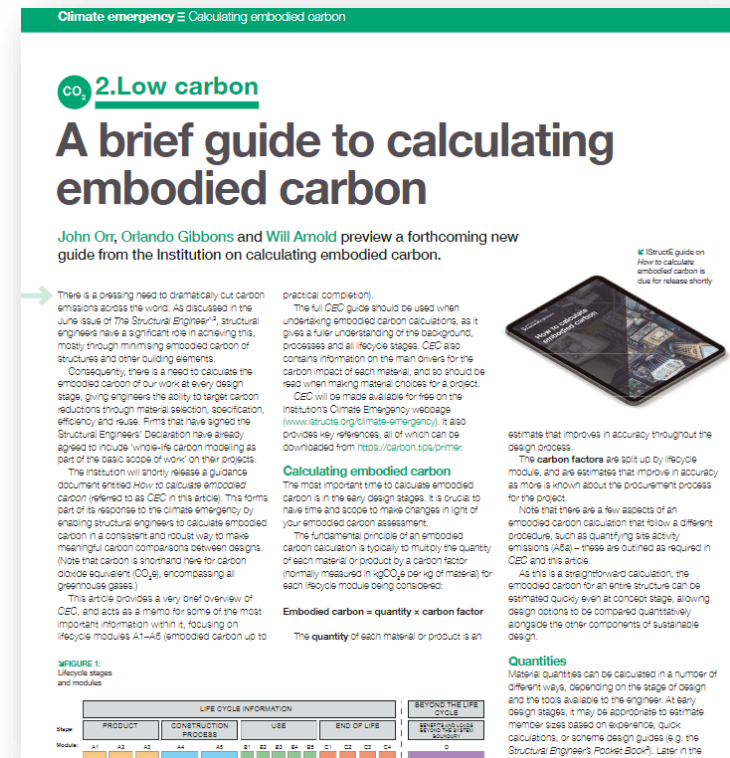 Climate emergency Ξ Calculating embodied carbon
CO₂ 2.Low carbon
A brief guide to calculating
embodied carbon
John Orr, Orlando Gibbons and Will Arnold preview a forthcoming new
guide from the Institution on calculating embodied carbon.
IStructE guide on
How to calculate
embodied carbon is
due for release shortly
How to calculate
embodied carbon
There is a pressing need to dramatically cut carbon
emissions across the world. As discussed in the
June issue of The Structural Engineer¹,², structural
engineers have a significant role in achieving this,
mostly through minimising embodied carbon of
structures and other building elements.
Consequently, there is a need to calculate the
embodied carbon of our work at every design
stage, giving engineers the ability to target carbon
reductions through material selection, specification,
efficiency and reuse. Firms that have signed the
Structural Engineers' Declaration have already
agreed to include 'whole-life carbon modelling as
part of the basic scope of work' on their projects.
The Institution will shortly release a guidance
document entitled How to calculate embodied
carbon (referred to as CEC in this article). This forms
part of its response to the climate emergency by
enabling structural engineers to calculate embodied
carbon in a consistent and robust way to make
meaningful carbon comparisons between designs.
(Note that carbon is shorthand here for carbon
dioxide equivalent (CO₂e), encompassing all
greenhouse gases.)
This article provides a very brief overview of
CEC, and acts as a memo for some of the most
important information within it, focusing on
lifecycle modules A1–A5 (embodied carbon up to
practical completion).
The full CEC guide should be used when
undertaking embodied carbon calculations, as it
gives a fuller understanding of the background,
processes and all lifecycle stages. CEC also
contains information on the main drivers for the
carbon impact of each material, and so should be
read when making material choices for a project.
CEC will be made available for free on the
Institution's Climate Emergency webpage
(www.istructe.org/climate-emergency). It also
provides key references, all of which can be
downloaded from https://carbon.tips/primer.
Calculating embodied carbon
The most important time to calculate embodied
carbon is in the early design stages. It is crucial to
have time and scope to make changes in light of
your embodied carbon assessment.
The fundamental principle of an embodied
carbon calculation is typically to multiply the quantity
of each material or product by a carbon factor
(normally measured in kgCO₂e per kg of material) for
each lifecycle module being considered:
Embodied carbon = quantity × carbon factor
The quantity of each material or product is an
estimate that improves in accuracy throughout the
design process.
The carbon factors are split up by lifecycle
module, and are estimates that improve in accuracy
as more is known about the procurement process
for the project.
Note that there are a few aspects of an
embodied carbon calculation that follow a different
procedure, such as quantifying site activity
emissions (A5a) – these are outlined as required in
CEC and this article.
As this is a straightforward calculation, the
embodied carbon for an entire structure can be
estimated quickly even at concept stage, allowing
design options to be compared quantitatively
alongside the other components of sustainable
design.
Quantities
Material quantities can be calculated in a number of
different ways, depending on the stage of design
and the tools available to the engineer. At early
design stages, it may be appropriate to estimate
member sizes based on experience, quick
calculations, or scheme design guides (e.g. the
Structural Engineer's Pocket Book³). Later in the
FIGURE 1:
Lifecycle stages
and modules
LIFE CYCLE INFORMATION
BEYOND THE LIFE
CYCLE
Stage:
PRODUCT
CONSTRUCTION
PROCESS
USE
END OF LIFE
BENEFITS AND LOADS
BEYOND THE SYSTEM
BOUNDARY
Module:
A1 A2 A3 A4 A5 B1 B2 B3 B4 B5 C1 C2 C3 C4 D